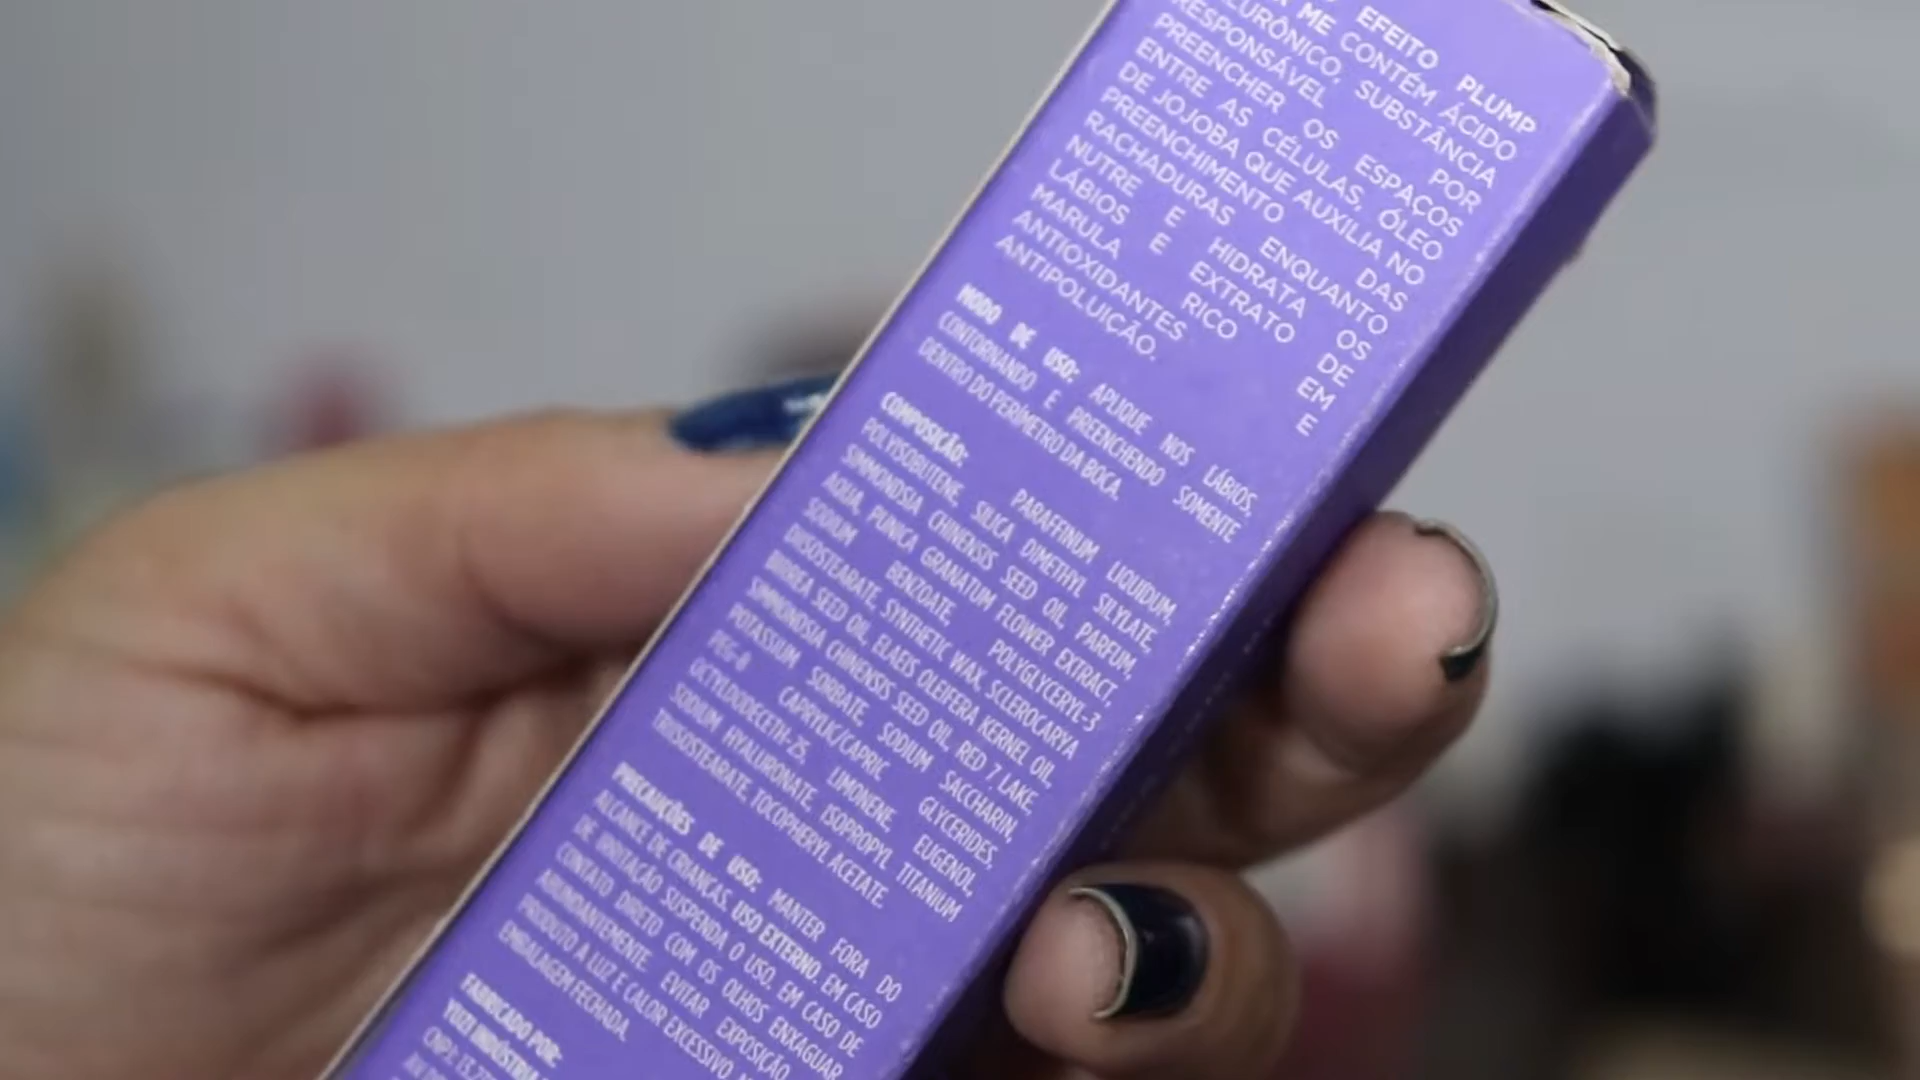 EFEITO PLUMP
ME CONTÉM ÁCIDO
SUBSTÂNCIA
RESPONSÁVEL POR
PREENCHER OS ESPAÇOS
ENTRE AS CÉLULAS, ÓLEO
DE JOJOBA QUE AUXILIA NO
PREENCHIMENTO DAS
RACHADURAS ENQUANTO
NUTRE E HIDRATA OS
LÁBIOS E EXTRATO DE
MARULA RICO EM
ANTIOXIDANTES E
ANTIPOLUIÇÃO.
MODO DE USO: APLIQUE NOS LÁBIOS,
CONTORNANDO E PREENCHENDO SOMENTE
DENTRO DO PERÍMETRO DA BOCA.
COMPOSIÇÃO: PARAFFINUM LIQUIDUM,
POLYISOBUTENE, SILICA, DIMETHYL SILYLATE,
SIMMONDSIA CHINENSIS SEED OIL, PARFUM,
AQUA, PUNICA GRANATUM FLOWER EXTRACT,
SODIUM BENZOATE, POLYGLYCERYL-3
DIISOSTEARATE, SYNTHETIC WAX, SCLEROCARYA
BIRREA SEED OIL, ELAEIS OLEIFERA KERNEL OIL,
SIMMONDSIA CHINENSIS SEED OIL, RED 7 LAKE,
POTASSIUM SORBATE, SODIUM SACCHARIN,
PEG-8 CAPRYLIC/CAPRIC GLYCERIDES,
OCTYLDODECETH-25, LIMONENE, EUGENOL,
SODIUM HYALURONATE, ISOPROPYL TITANIUM
TRIISOSTEARATE, TOCOPHERYL ACETATE.
PRECAUÇÕES DE USO: MANTER FORA DO
ALCANCE DE CRIANÇAS. USO EXTERNO. EM CASO
DE IRRITAÇÃO SUSPENDA O USO. EM CASO DE
CONTATO DIRETO COM OS OLHOS ENXAGUAR
ABUNDANTEMENTE. EVITAR EXPOSIÇÃO
PRODUTO A LUZ E CALOR EXCESSIVO.
EMBALAGEM FECHADA.
FABRICADO POR: